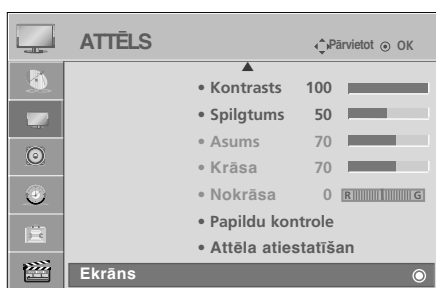 ATTĒLS Pārvietot OK
• Kontrasts 100
• Spilgtums 50
• Asums 70
• Krāsa 70
• Nokrāsa 0 R G
• Papildu kontrole
• Attēla atiestatīšan
Ekrāns